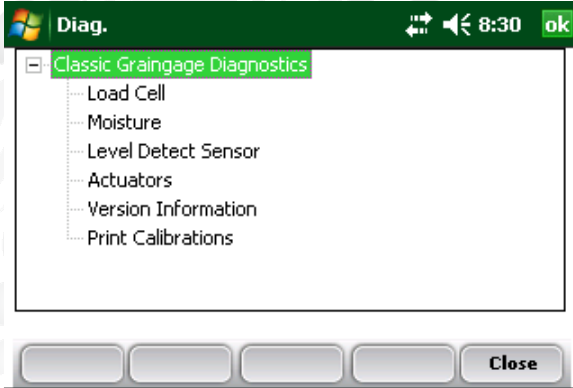 Diag. 8:30 ok
Classic Graingage Diagnostics
Load Cell
Moisture
Level Detect Sensor
Actuators
Version Information
Print Calibrations
Close